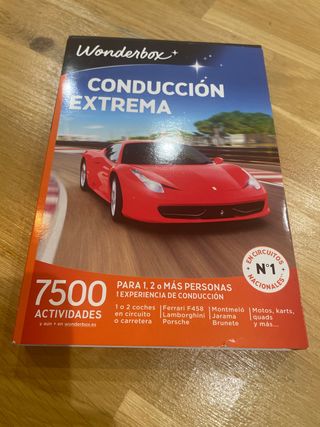 Wonderbox
CONDUCCIÓN
EXTREMA
EN CIRCUITOS
Nº1
NACIONALES
7500
ACTIVIDADES
y aún + en wonderbox.es
PARA 1, 2 o MÁS PERSONAS
1 EXPERIENCIA DE CONDUCCIÓN
1 o 2 coches
en circuito
o carretera
Ferrari F458
Lamborghini
Porsche
Montmeló
Jarama
Brunete
Motos, karts,
quads
y más...